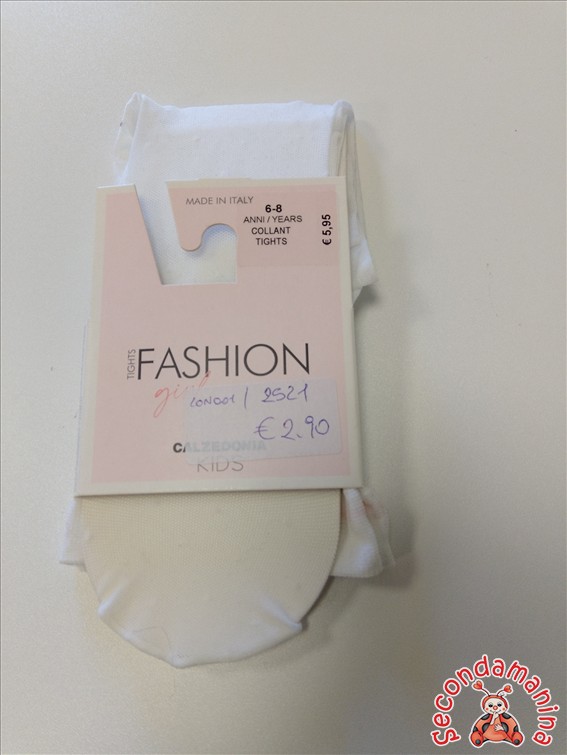 MADE IN ITALY
6-8
ANNI / YEARS
COLLANT
TIGHTS
€ 5,95
TIGHTS
FASHION
girl
2521
€ 2.90
CALZEDONIA
KIDS
Secondamanina